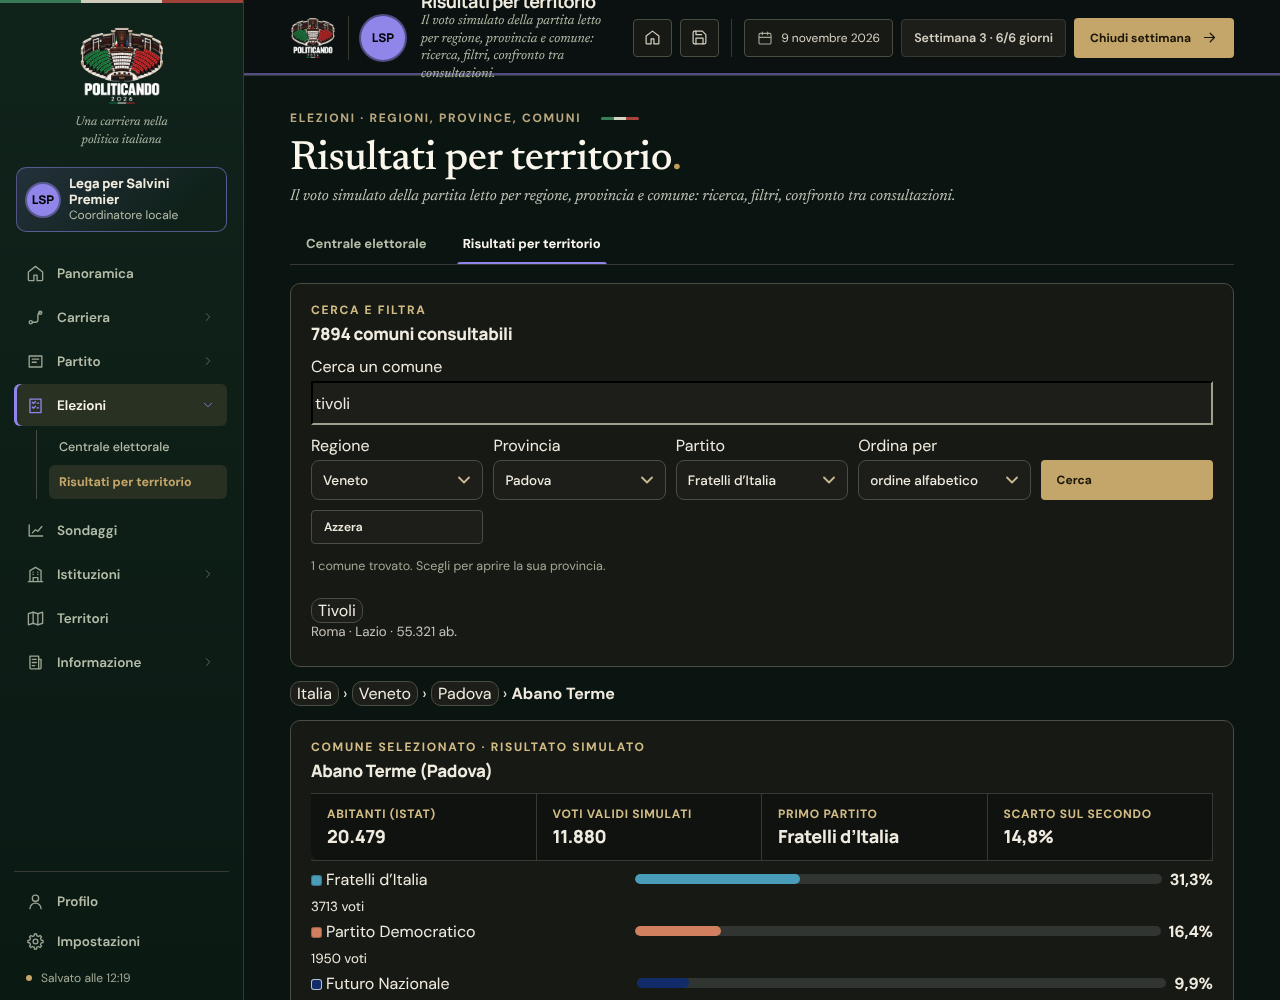 POLITICANDO
2026
Una carriera nella
politica italiana
LSP
Lega per Salvini
Premier
Coordinatore locale
Panoramica
Carriera
Partito
Elezioni
Centrale elettorale
Risultati per territorio
Sondaggi
Istituzioni
Territori
Informazione
Profilo
Impostazioni
Salvato alle 12:19
POLITICANDO
LSP
Risultati per territorio
Il voto simulato della partita letto
per regione, provincia e comune:
ricerca, filtri, confronto tra
consultazioni.
9 novembre 2026
Settimana 3 · 6/6 giorni
Chiudi settimana
ELEZIONI · REGIONI, PROVINCE, COMUNI
Risultati per territorio.
Il voto simulato della partita letto per regione, provincia e comune: ricerca, filtri, confronto tra consultazioni.
Centrale elettorale
Risultati per territorio
CERCA E FILTRA
7894 comuni consultabili
Cerca un comune
tivoli
Regione Provincia Partito Ordina per
Veneto Padova Fratelli d’Italia ordine alfabetico Cerca
Azzera
1 comune trovato. Scegli per aprire la sua provincia.
Tivoli
Roma · Lazio · 55.321 ab.
Italia › Veneto › Padova › Abano Terme
COMUNE SELEZIONATO · RISULTATO SIMULATO
Abano Terme (Padova)
ABITANTI (ISTAT) VOTI VALIDI SIMULATI PRIMO PARTITO SCARTO SUL SECONDO
20.479 11.880 Fratelli d’Italia 14,8%
Fratelli d’Italia 31,3%
3713 voti
Partito Democratico 16,4%
1950 voti
Futuro Nazionale 9,9%